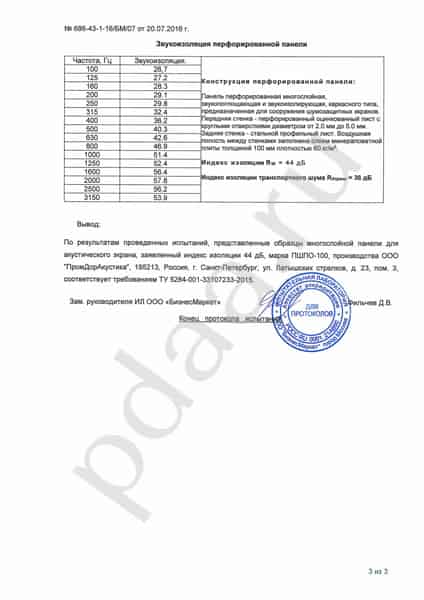 № 686-43-1-16/БМ/07 от 20.07.2016 г.
Звукоизоляция перфорированной панели
Частота, Гц Звукоизоляция.
100 26,7
125 27.2
160 28.3
200 29.1
250 29.8
315 32.4
400 36,2
500 40.3
630 42.6
800 46.9
1000 51.4
1250 52.4
1600 56.4
2000 57.8
2500 56,2
3150 53.9
Конструкция перфорированной панели:
Панель перфорированная многослойная,
звукопоглощающая и звукоизолирующая, каркасного типа,
предназначенная для сооружения шумозащитных экранов.
Передняя стенка - перфорированный оцинкованный лист с
круглыми отверстиями диаметром от 2.0 мм до 5.0 мм.
Задняя стенка - стальной профильный лист. Воздушная
полость между стенками заполнена слоем минераловатной
плиты толщиной 100 мм плотностью 60 кг/м³.
Индекс изоляции Rw = 44 дБ
Индекс изоляции транспортного шума = 35 дБ
Вывод:
По результатам проведенных испытаний, представленные образцы многослойной панели для
акустического экрана, заявленный индекс изоляции 44 дБ, марка ПШПО-100, производства ООО
"ПромДорАкустика", 185213, Россия, г. Санкт-Петербург, ул. Латышских стрелков, д. 23, пом. 3,
соответствует требованиям ТУ 5284-001-33107233-2015.
Зам. руководителя ИЛ ООО «БизнесМаркет» Фильчев Д.В.
Конец протокола испытаний
ДЛЯ
ПРОТОКОЛОВ
pdac.ru
3 из 3